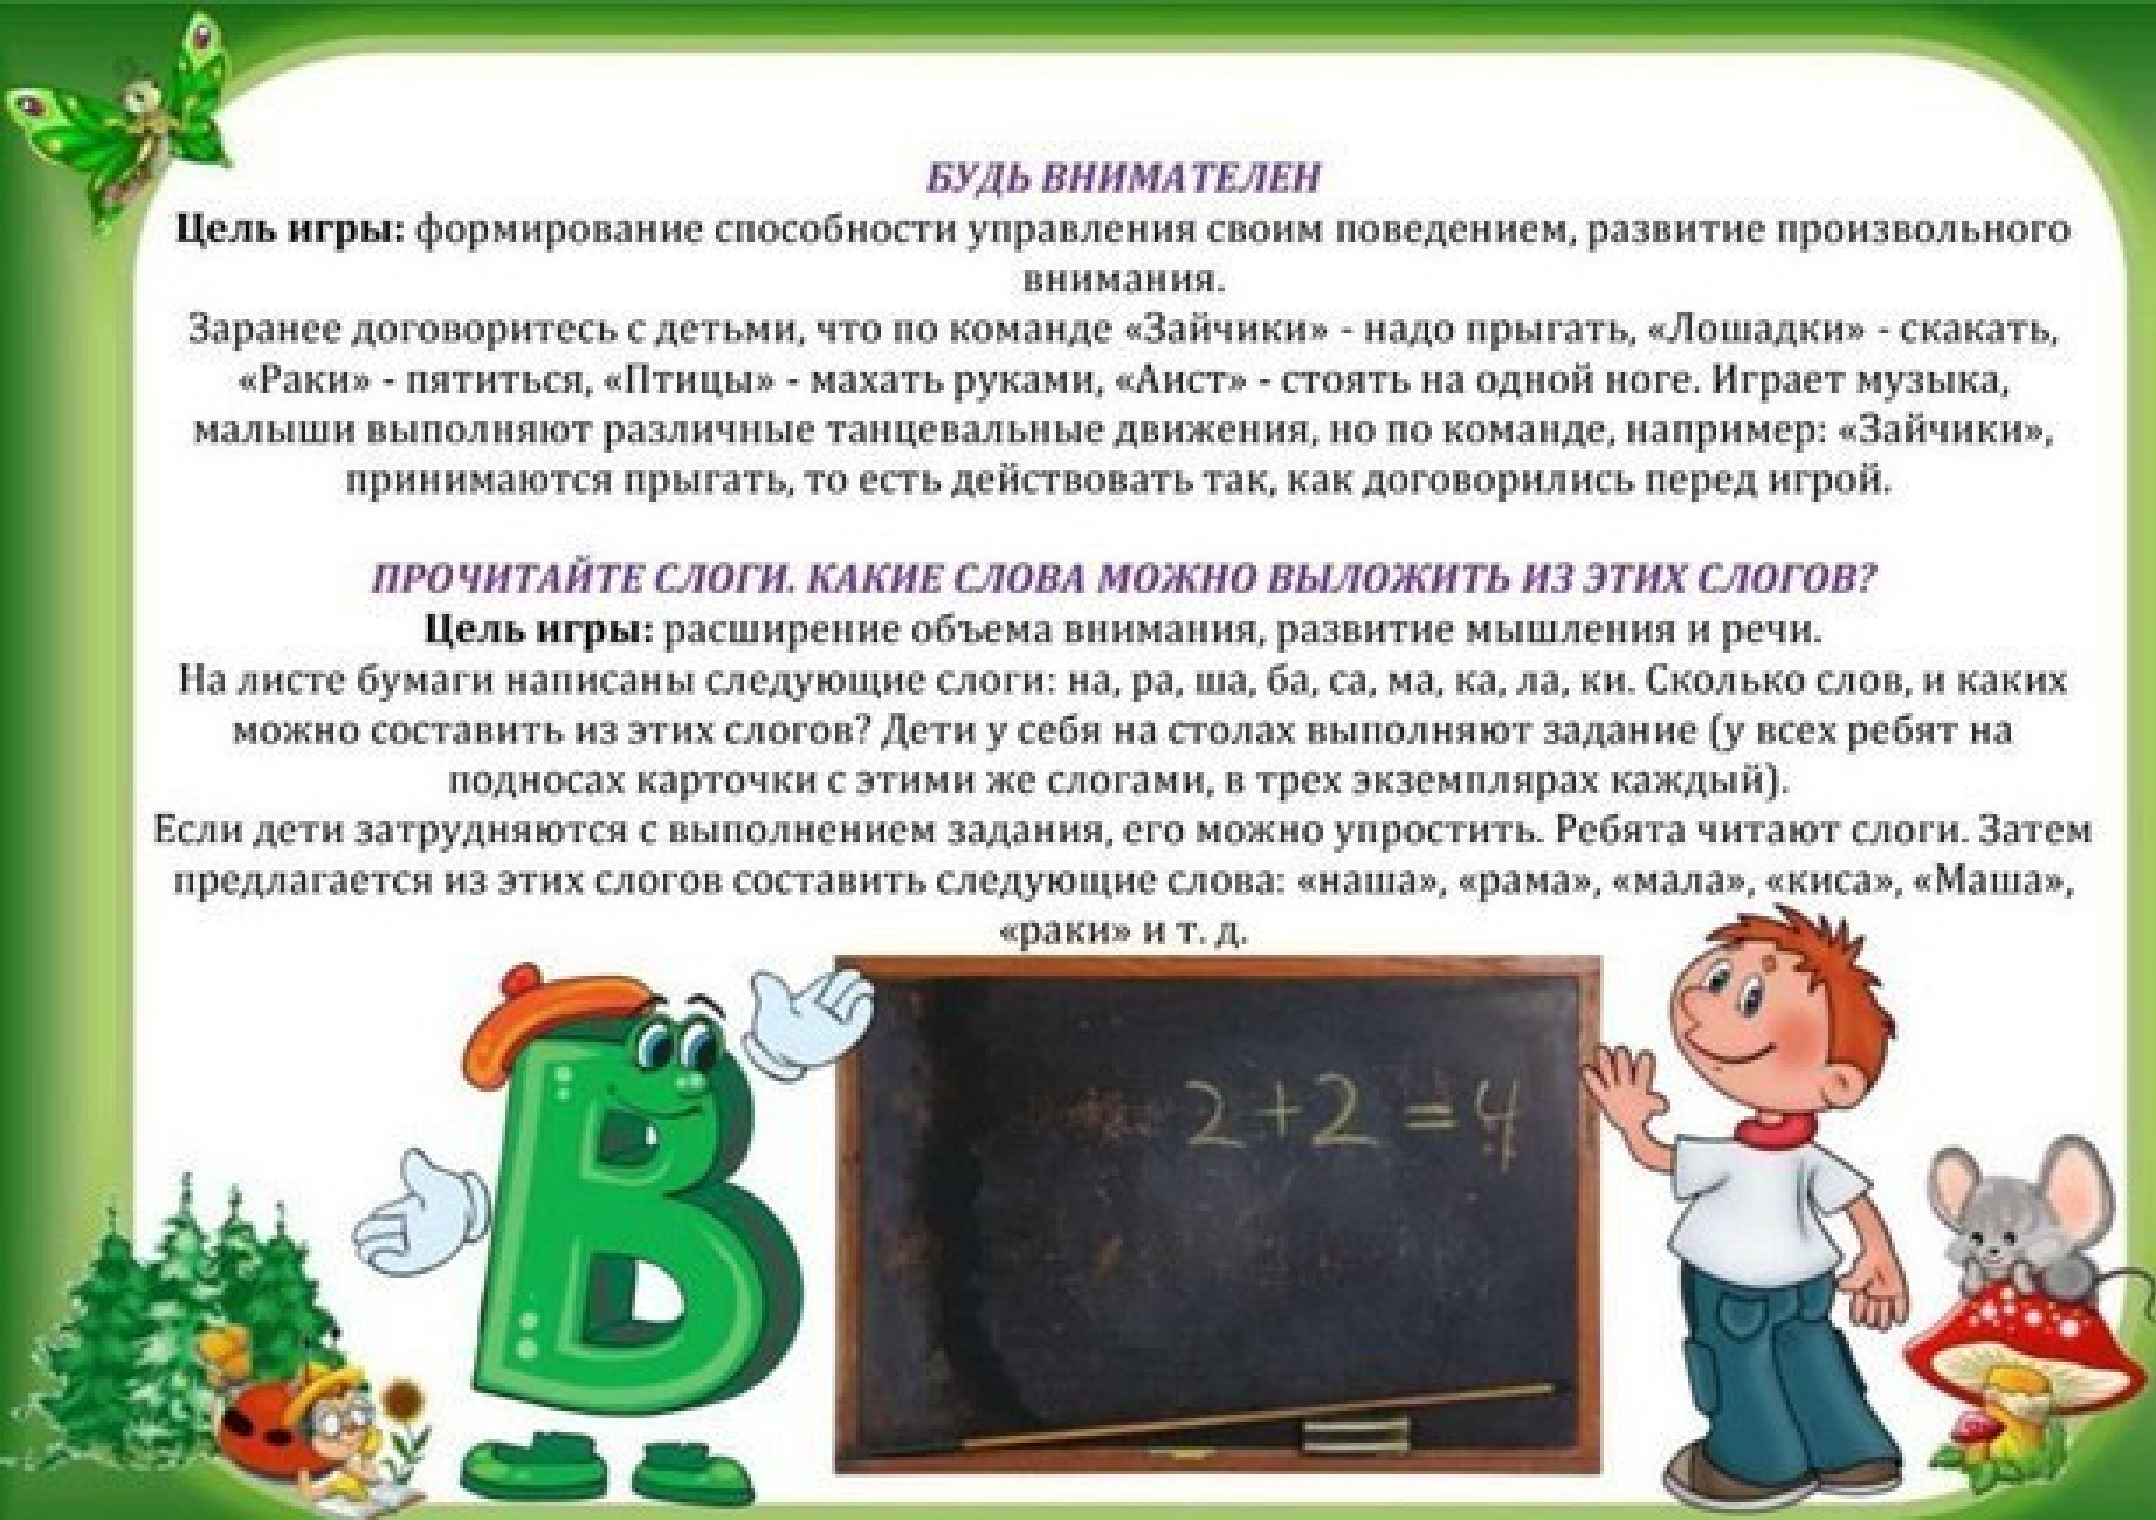 БУДЬ ВНИМАТЕЛЕН
Цель игры: формирование способности управления своим поведением, развитие произвольного
внимания.
Заранее договоритесь с детьми, что по команде «Зайчики» - надо прыгать, «Лошадки» - скакать,
«Раки» - пятиться, «Птицы» - махать руками, «Аист» - стоять на одной ноге. Играет музыка,
малыши выполняют различные танцевальные движения, но по команде, например: «Зайчики»,
принимаются прыгать, то есть действовать так, как договорились перед игрой.
ПРОЧИТАЙТЕ СЛОГИ. КАКИЕ СЛОВА МОЖНО ВЫЛОЖИТЬ ИЗ ЭТИХ СЛОГОВ?
Цель игры: расширение объема внимания, развитие мышления и речи.
На листе бумаги написаны следующие слоги: на, ра, ша, ба, са, ма, ка, ла, ки. Сколько слов, и каких
можно составить из этих слогов? Дети у себя на столах выполняют задание (у всех ребят на
подносах карточки с этими же слогами, в трех экземплярах каждый).
Если дети затрудняются с выполнением задания, его можно упростить. Ребята читают слоги. Затем
предлагается из этих слогов составить следующие слова: «наша», «рама», «мала», «киса», «Маша»,
«раки» и т. д.
В
2+2=4